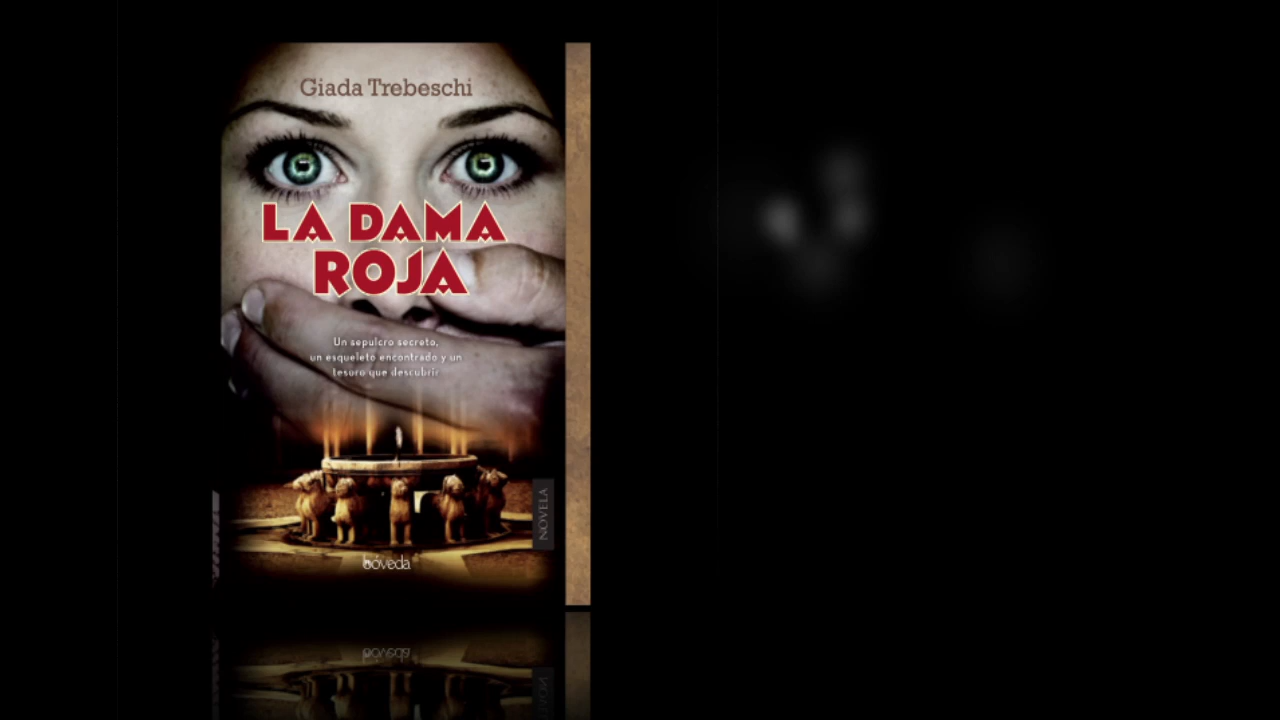 Giada Trebeschi
LA DAMA
ROJA
Un sepulcro secreto,
un esqueleto encontrado y un
tesoro que descubrir
NOVELA
bóveda